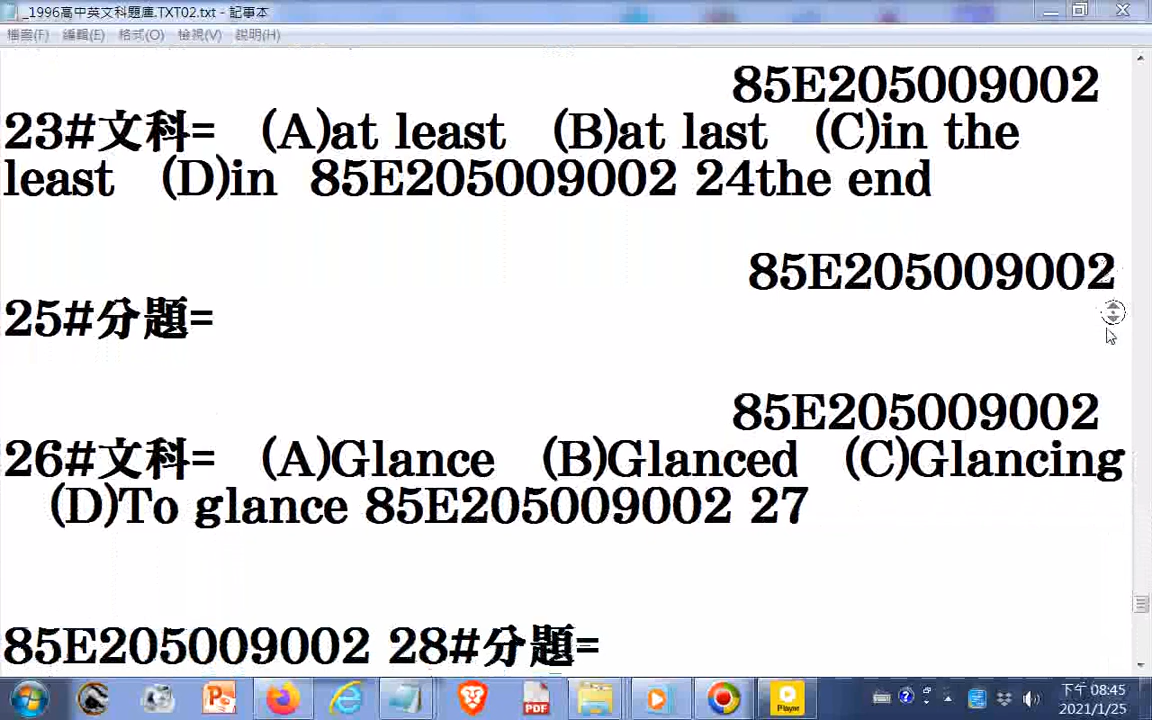 _1996高中英文科題庫.TXT02.txt - 記事本
檔案(F) 編輯(E) 格式(O) 檢視(V) 說明(H)
85E205009002
23#文科= (A)at least (B)at last (C)in the
least (D)in 85E205009002 24the end
85E205009002
25#分題=
85E205009002
26#文科= (A)Glance (B)Glanced (C)Glancing
(D)To glance 85E205009002 27
85E205009002 28#分題=
PDF
Player
下午 08:45
2021/1/25